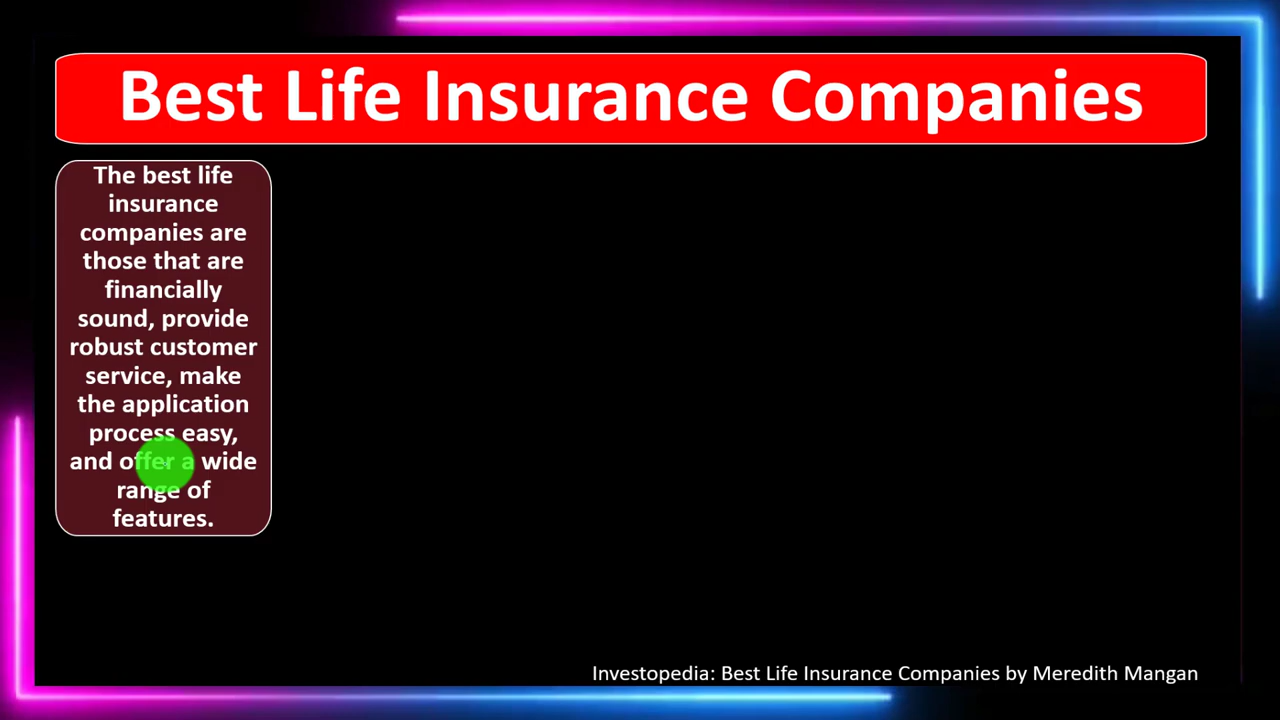 Best Life Insurance Companies
The best life
insurance
companies are
those that are
financially
sound, provide
robust customer
service, make
the application
process easy,
and offer a wide
range of
features.
Investopedia: Best Life Insurance Companies by Meredith Mangan